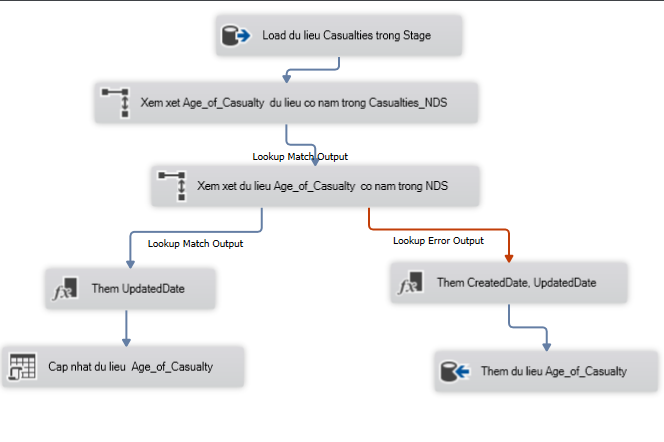 Load du lieu Casualties trong Stage
Xem xet Age_of_Casualty du lieu co nam trong Casualties_NDS
Lookup Match Output
Xem xet du lieu Age_of_Casualty co nam trong NDS
Lookup Match Output
Lookup Error Output
Them UpdatedDate
Them CreatedDate, UpdatedDate
Cap nhat du lieu Age_of_Casualty
Them du lieu Age_of_Casualty